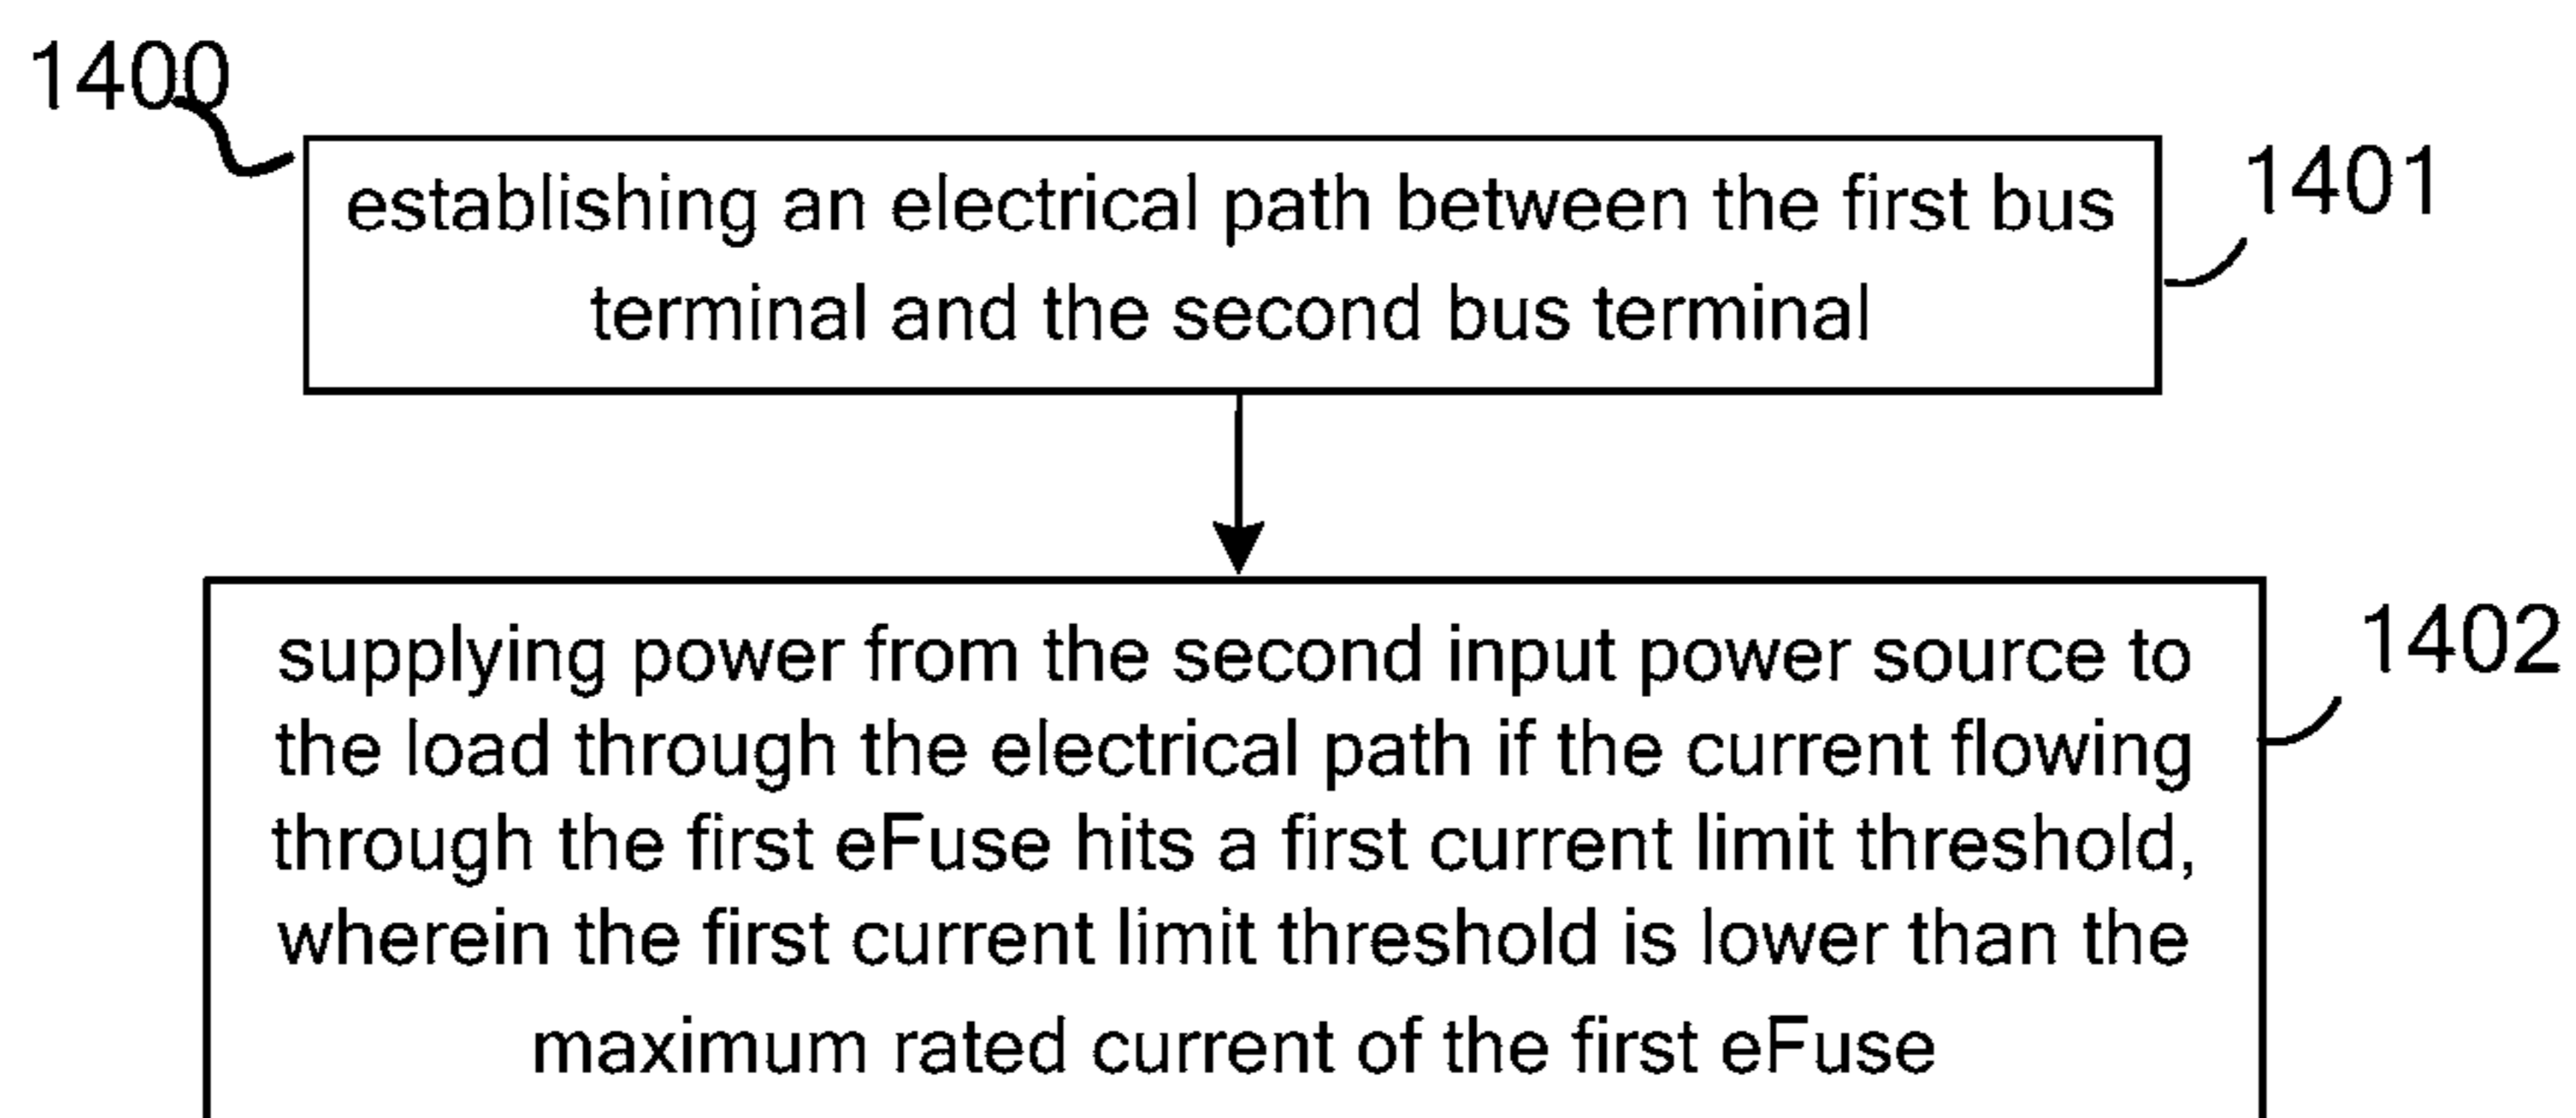 1400
establishing an electrical path between the first bus
terminal and the second bus terminal
1401
supplying power from the second input power source to
the load through the electrical path if the current flowing
through the first eFuse hits a first current limit threshold,
wherein the first current limit threshold is lower than the
maximum rated current of the first eFuse
1402